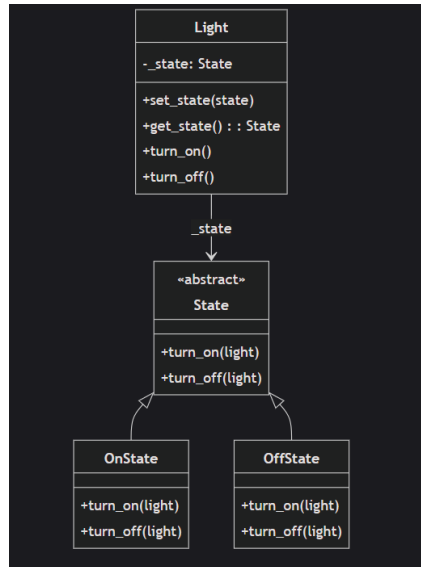 Light
-_state: State
+set_state(state)
+get_state() : : State
+turn_on()
+turn_off()
_state
«abstract»
State
+turn_on(light)
+turn_off(light)
OnState
+turn_on(light)
+turn_off(light)
OffState
+turn_on(light)
+turn_off(light)